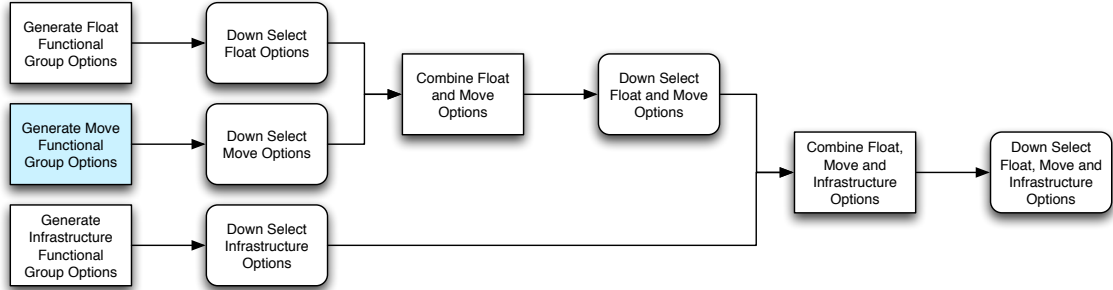 Generate Float
Functional
Group Options
Down Select
Float Options
Generate Move
Functional
Group Options
Down Select
Move Options
Generate
Infrastructure
Functional
Group Options
Down Select
Infrastructure
Options
Combine Float
and Move
Options
Down Select
Float and Move
Options
Combine Float,
Move and
Infrastructure
Options
Down Select
Float, Move and
Infrastructure
Options